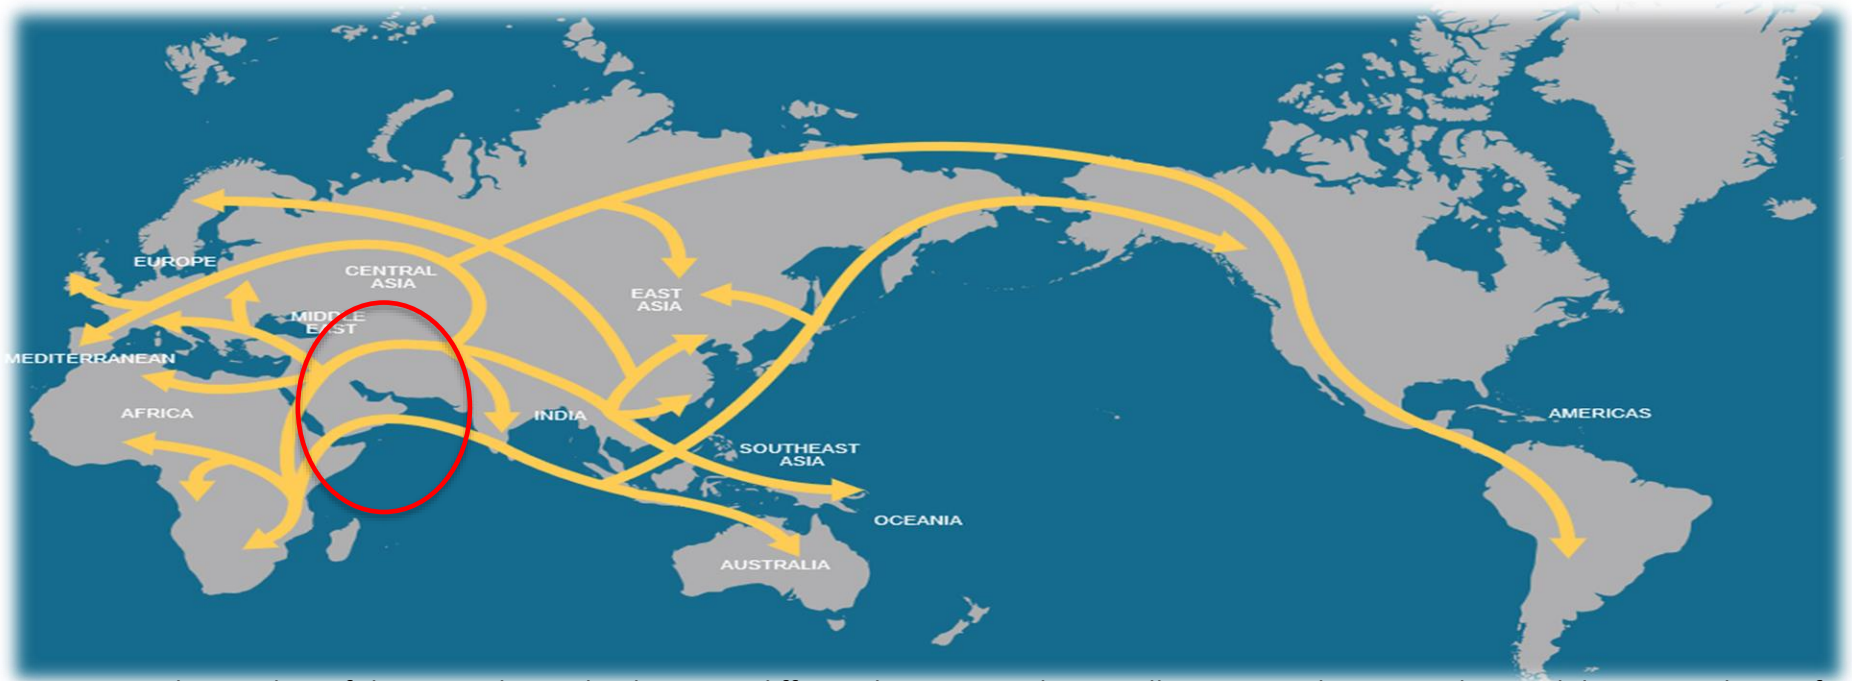 EUROPE
CENTRAL
ASIA
EAST
ASIA
MIDDLE
EAST
MEDITERRANEAN
AFRICA
INDIA
AMERICAS
SOUTHEAST
ASIA
OCEANIA
AUSTRALIA